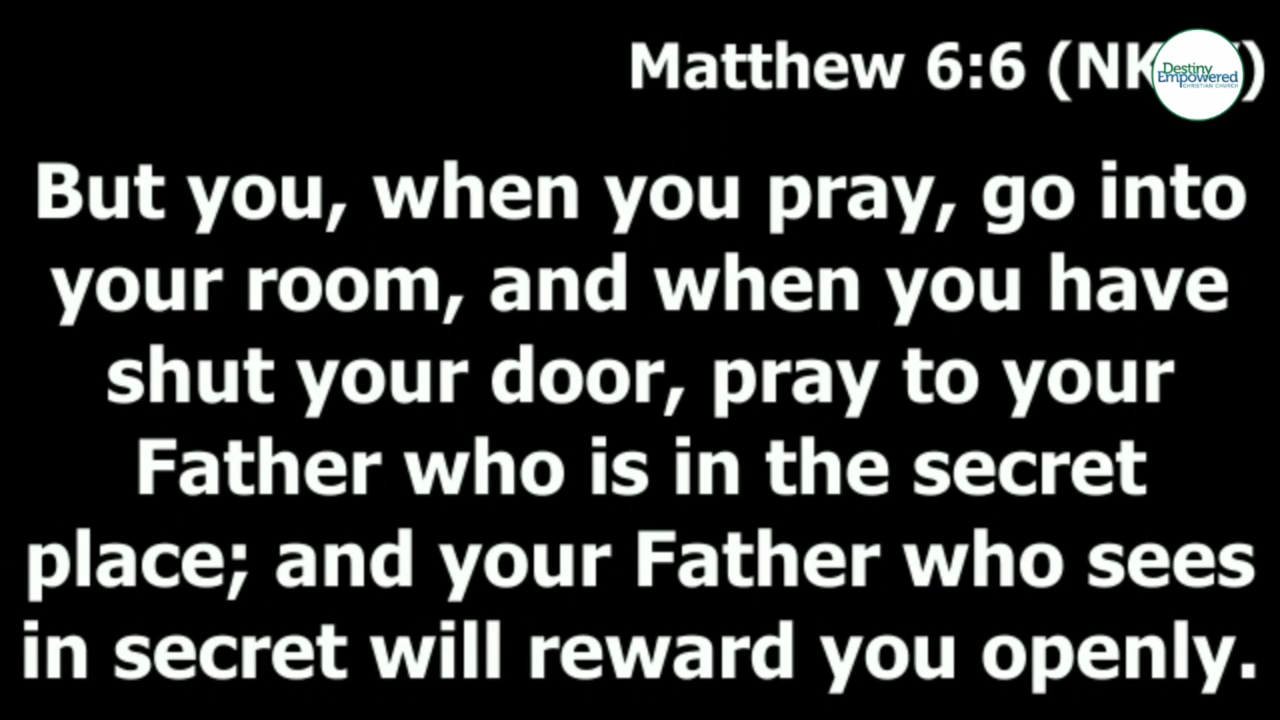 Matthew 6:6 (NK )
Destiny
Empowered
CHRISTIAN CHURCH
But you, when you pray, go into
your room, and when you have
shut your door, pray to your
Father who is in the secret
place; and your Father who sees
in secret will reward you openly.